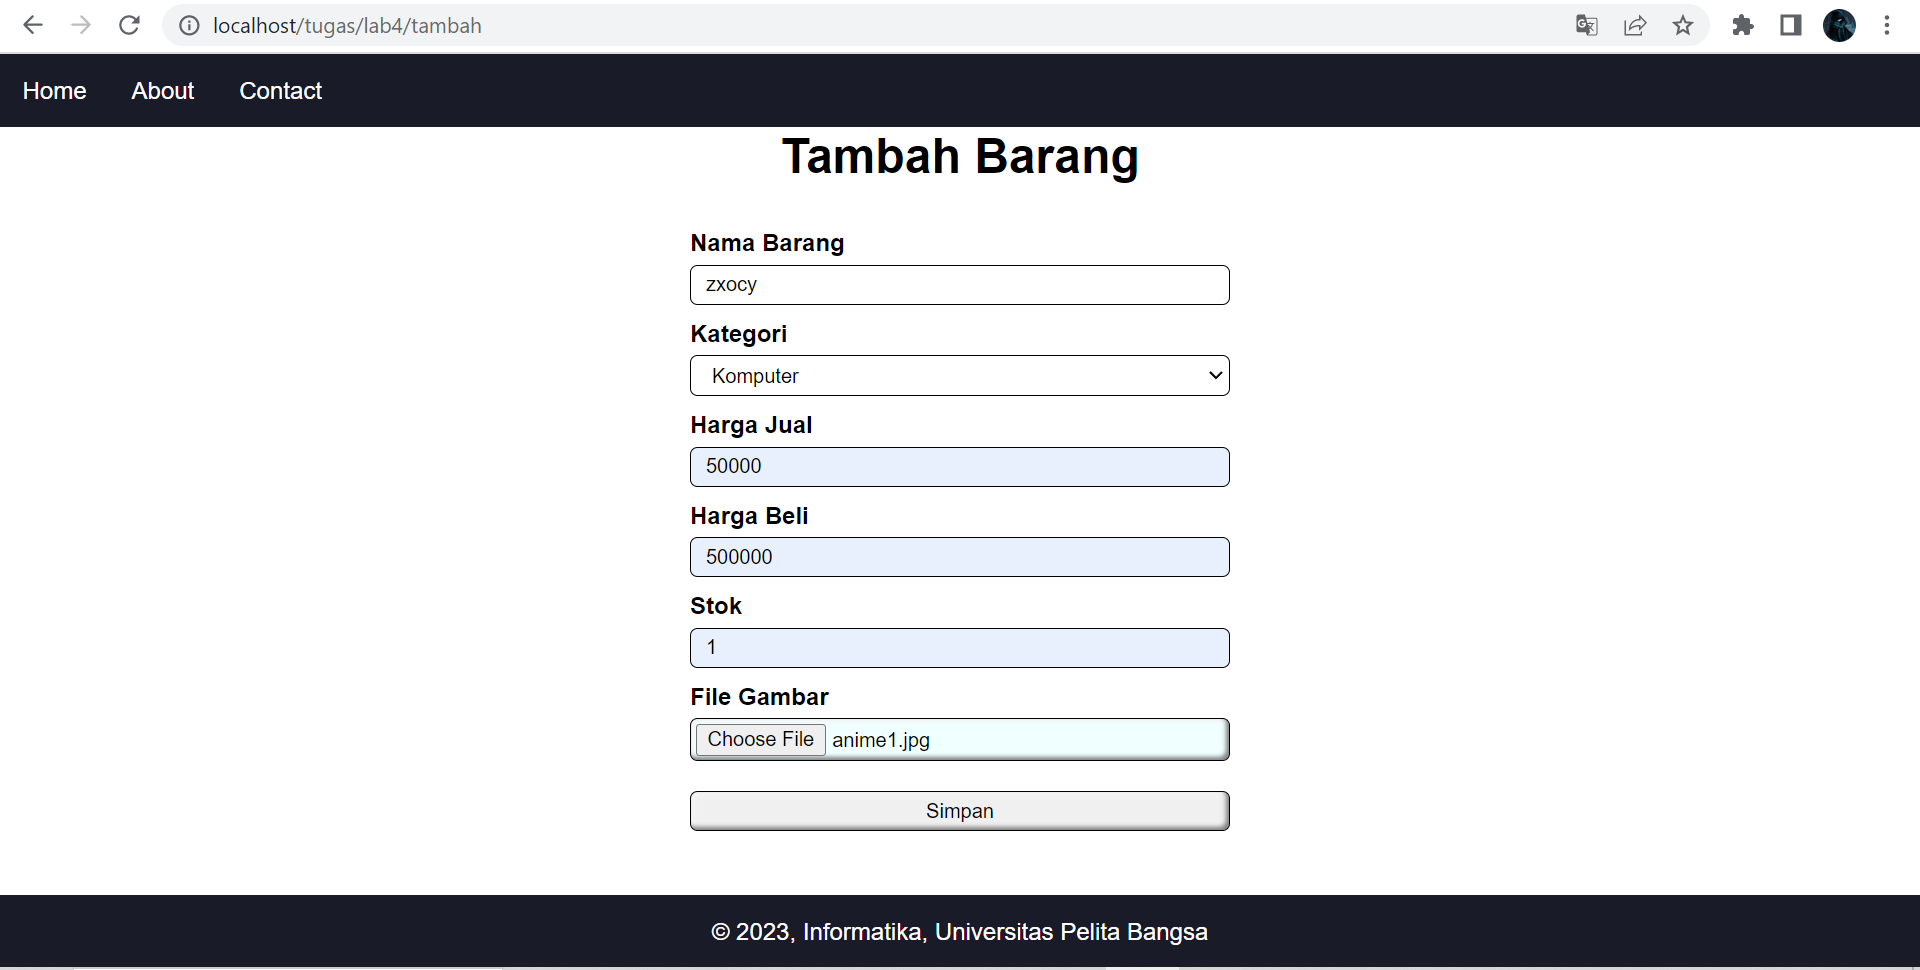 localhost/tugas/lab4/tambah
Home About Contact
Tambah Barang
Nama Barang
zxocy
Kategori
Komputer
Harga Jual
50000
Harga Beli
500000
Stok
1
File Gambar
Choose File anime1.jpg
Simpan
© 2023, Informatika, Universitas Pelita Bangsa